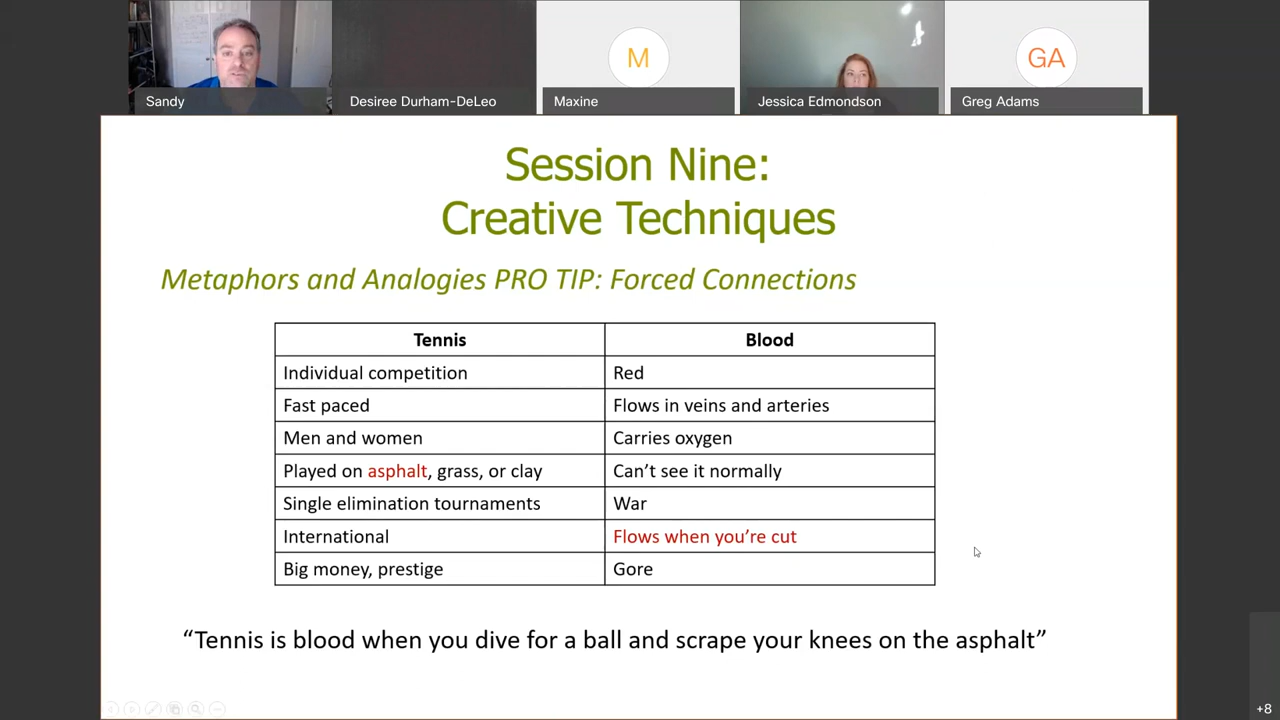 Sandy
Desiree Durham-DeLeo
M
Maxine
Jessica Edmondson
GA
Greg Adams
Session Nine:
Creative Techniques
Metaphors and Analogies PRO TIP: Forced Connections
Tennis Blood
Individual competition Red
Fast paced Flows in veins and arteries
Men and women Carries oxygen
Played on asphalt, grass, or clay Can’t see it normally
Single elimination tournaments War
International Flows when you’re cut
Big money, prestige Gore
“Tennis is blood when you dive for a ball and scrape your knees on the asphalt”
+8